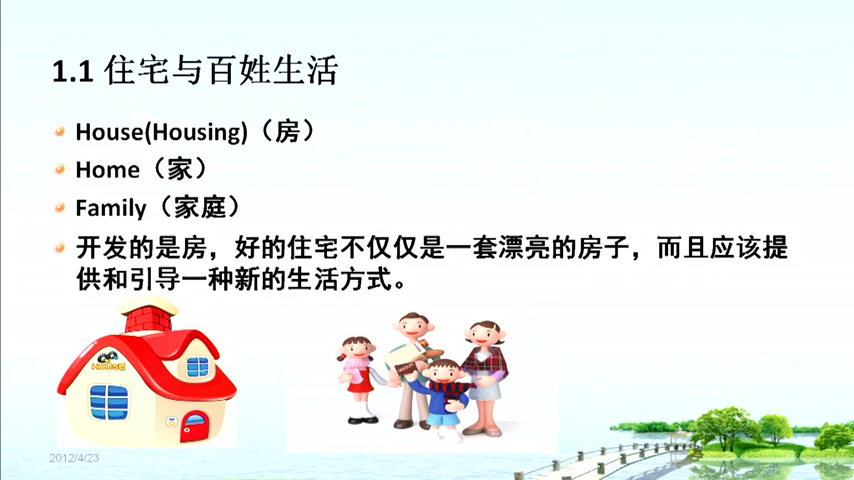 1.1 住宅与百姓生活
House(Housing)（房）
Home（家）
Family（家庭）
开发的是房，好的住宅不仅仅是一套漂亮的房子，而且应该提
供和引导一种新的生活方式。
HOUSE
2012/4/23